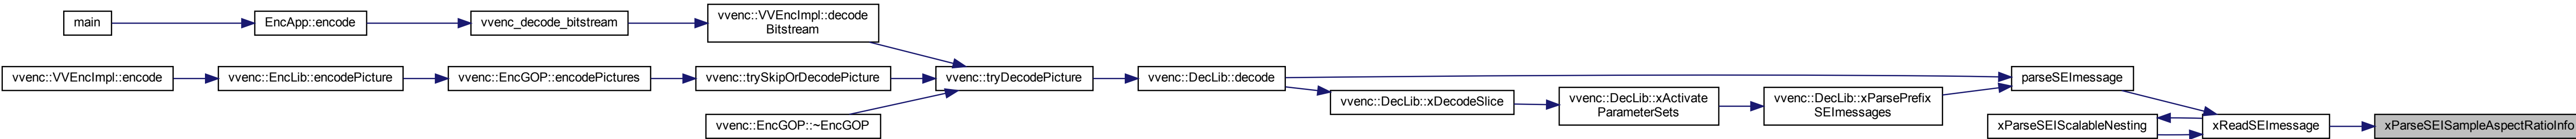 main
EncApp::encode
vvenc_decode_bitstream
vvenc::VVEncImpl::decode
Bitstream
vvenc::VVEncImpl::encode
vvenc::EncLib::encodePicture
vvenc::EncGOP::encodePictures
vvenc::trySkipOrDecodePicture
vvenc::EncGOP::~EncGOP
vvenc::tryDecodePicture
vvenc::DecLib::decode
vvenc::DecLib::xDecodeSlice
vvenc::DecLib::xActivate
ParameterSets
vvenc::DecLib::xParsePrefix
SEImessages
parseSEImessage
xParseSEIScalableNesting
xReadSEImessage
xParseSEISampleAspectRatioInfo